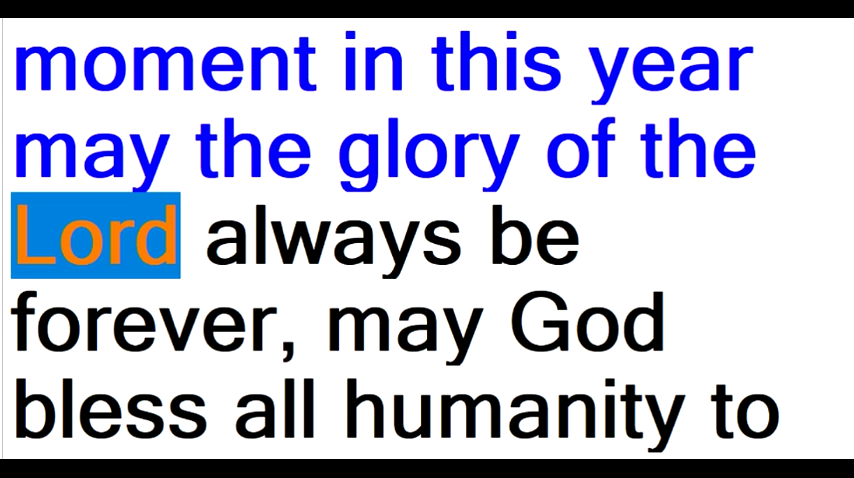 moment in this year
may the glory of the
Lord always be
forever, may God
bless all humanity to